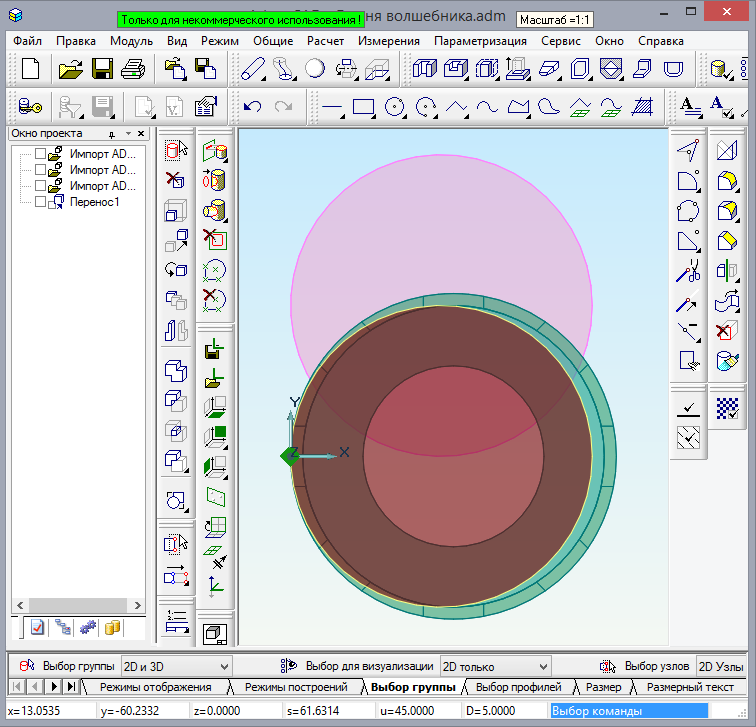 Только для некоммерческого использования !
ня волшебника.adm
Масштаб =1:1
Файл Правка Модуль Вид Режим Общие Расчет Измерения Параметризация Сервис Окно Справка
Окно проекта
Импорт AD...
Импорт AD...
Импорт AD...
Перенос1
Y
Z X
Выбор группы 2D и 3D Выбор для визуализации 2D только Выбор узлов 2D Узлы
Режимы отображения Режимы построений Выбор группы Выбор профилей Размер Размерный текст
x=13.0535 y=-60.2332 z=0.0000 s=61.6314 u=45.0000 D=5.0000 Выбор команды